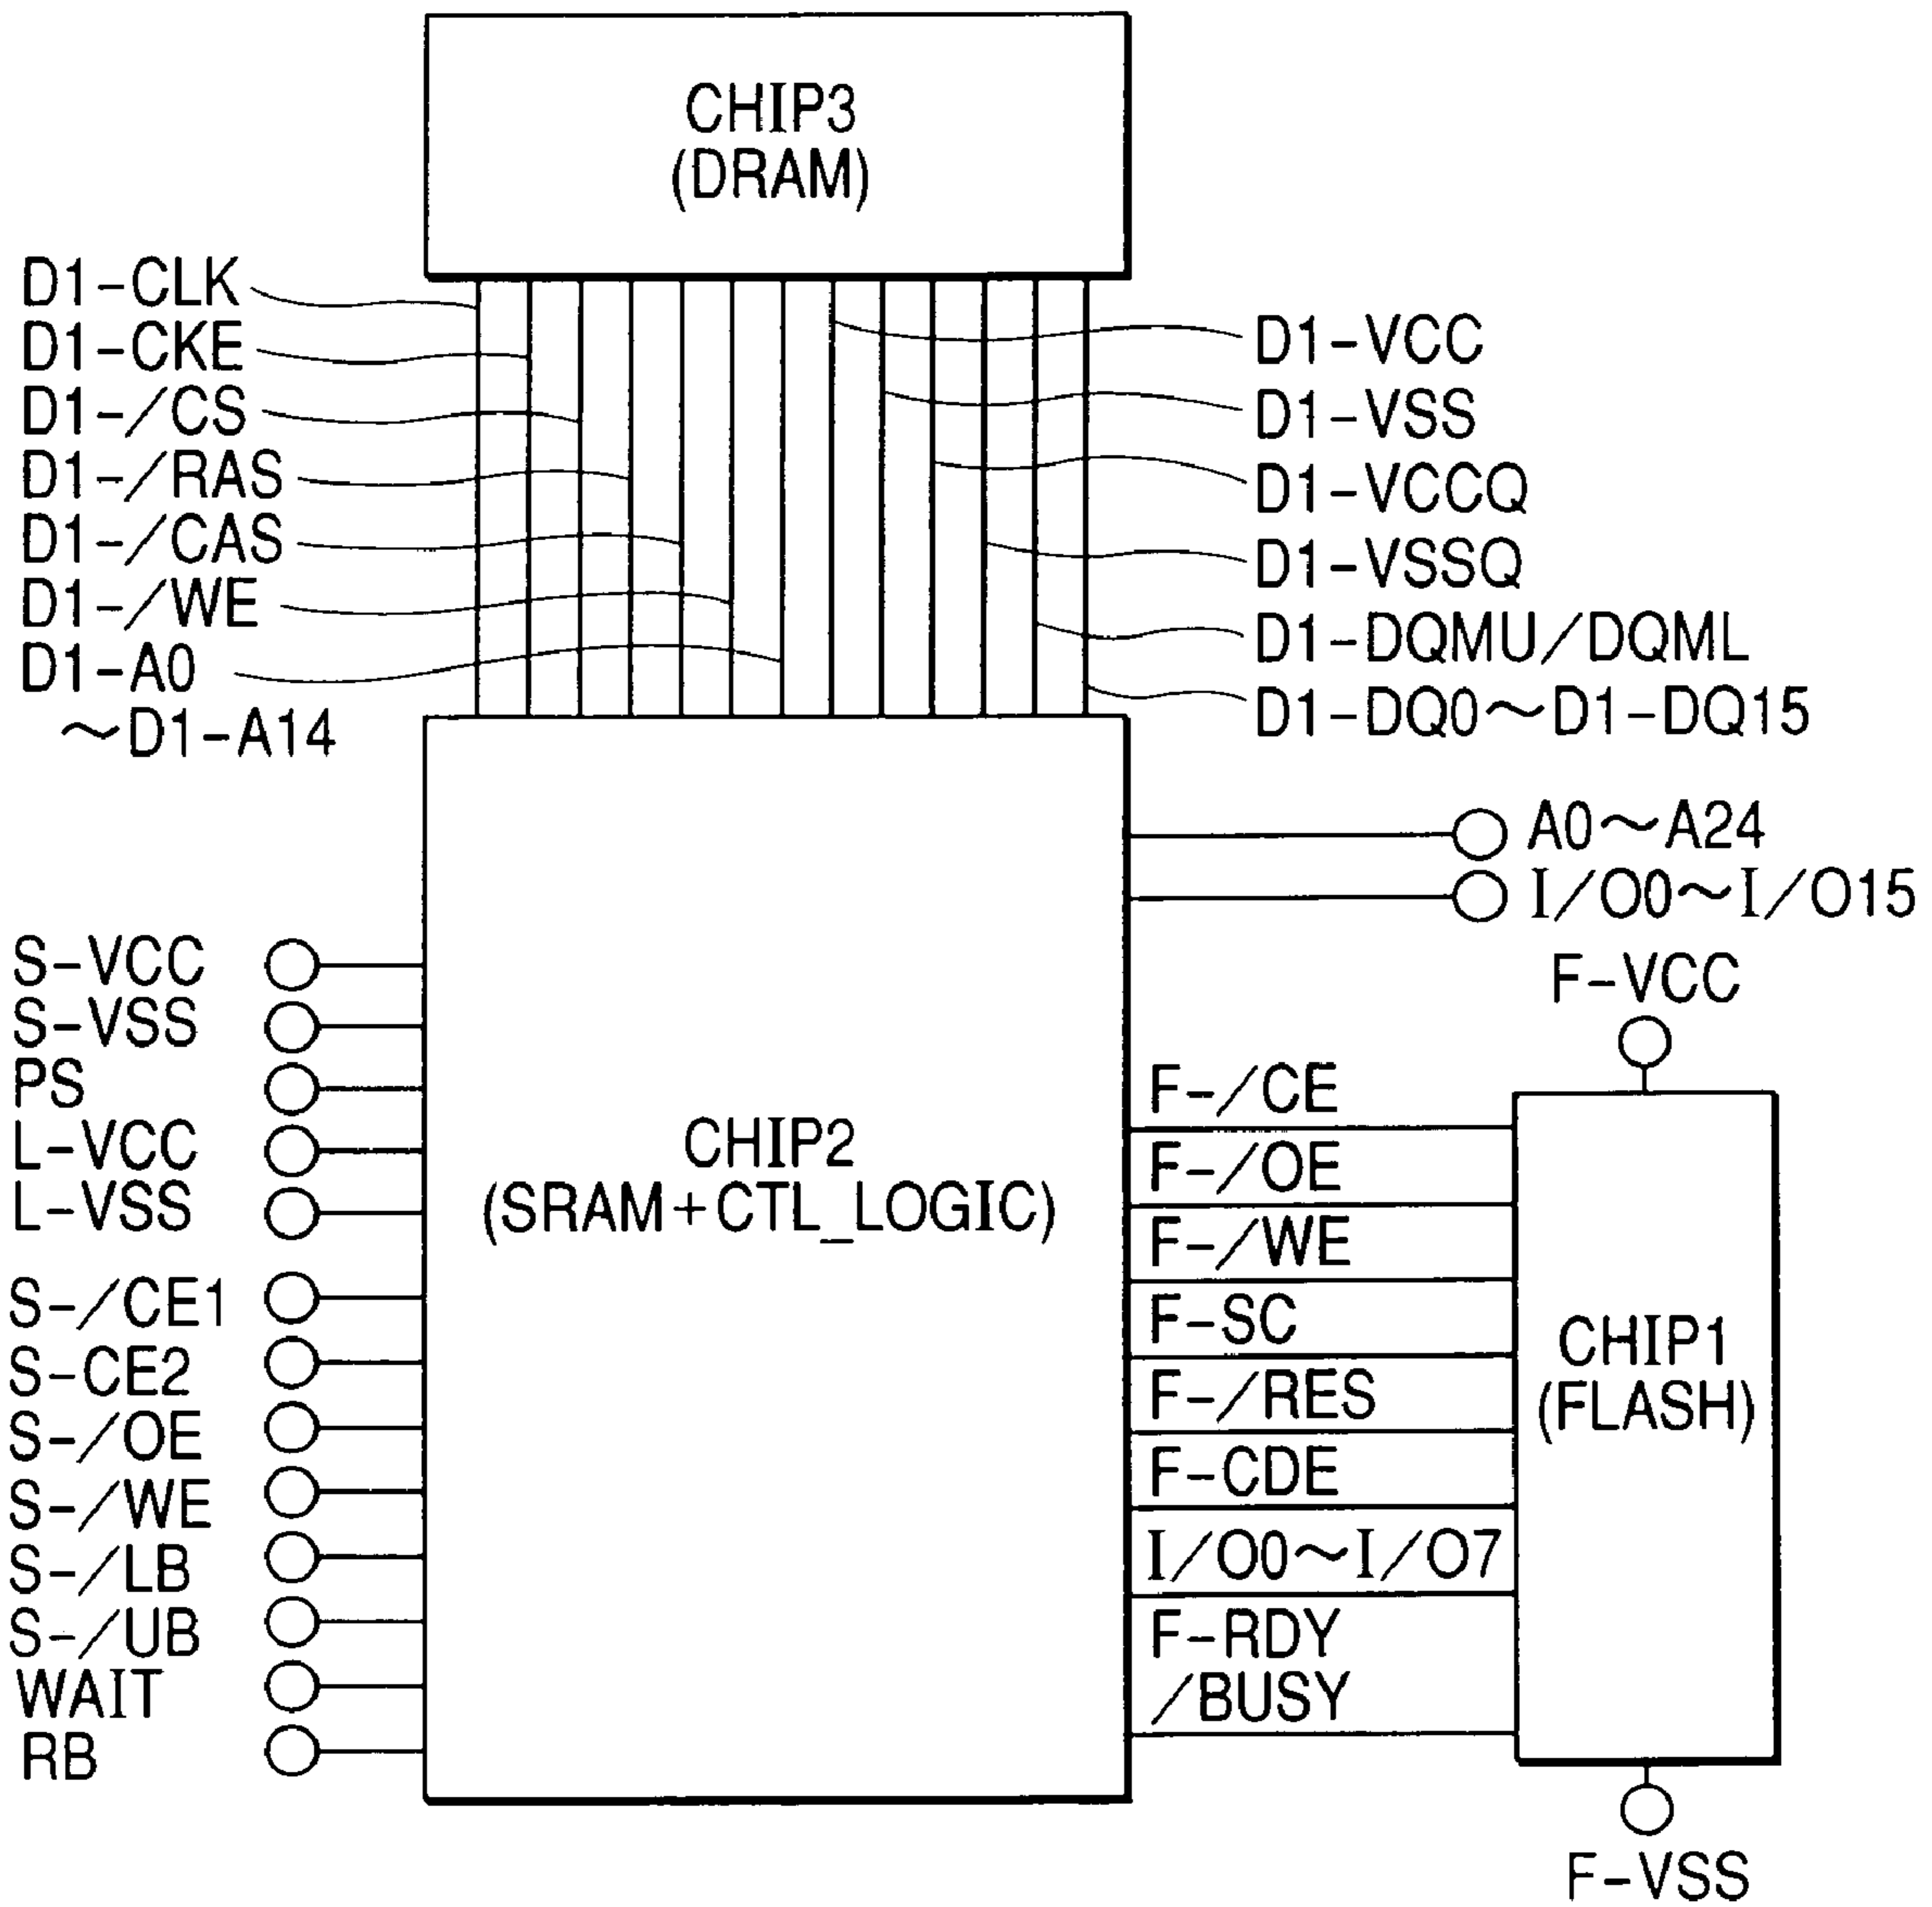 CHIP3
(DRAM)
D1-CLK
D1-CKE
D1-/CS
D1-/RAS
D1-/CAS
D1-/WE
D1-A0
～D1-A14
D1-VCC
D1-VSS
D1-VCCQ
D1-VSSQ
D1-DQMU/DQML
D1-DQ0～D1-DQ15
A0～A24
I/O0～I/O15
S-VCC
S-VSS
PS
L-VCC
L-VSS
S-/CE1
S-CE2
S-/OE
S-/WE
S-/LB
S-/UB
WAIT
RB
CHIP2
(SRAM+CTL_LOGIC)
F-/CE
F-/OE
F-/WE
F-SC
F-/RES
F-CDE
I/O0～I/O7
F-RDY
/BUSY
F-VCC
CHIP1
(FLASH)
F-VSS